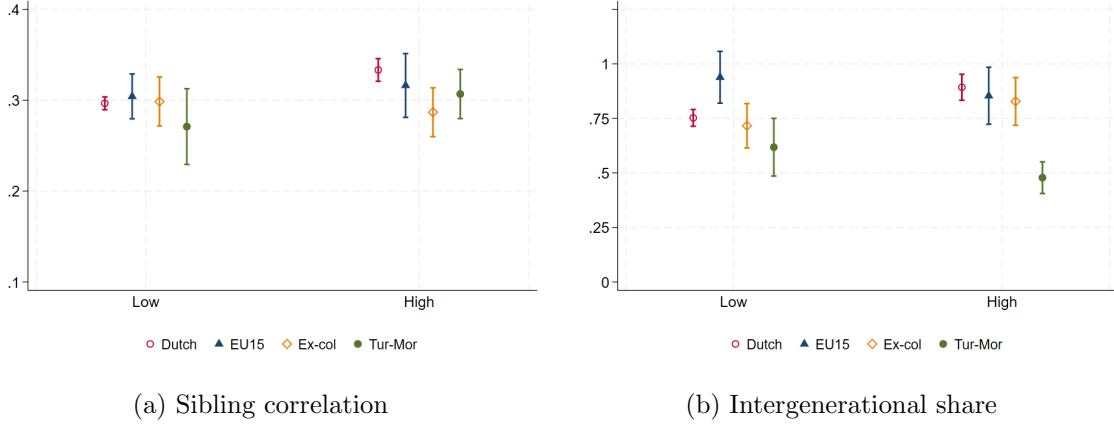 .4
.3
.2
.1
Low High
Dutch EU15 Ex-col Tur-Mor
(a) Sibling correlation
1
.75
.5
.25
0
Low High
Dutch EU15 Ex-col Tur-Mor
(b) Intergenerational share